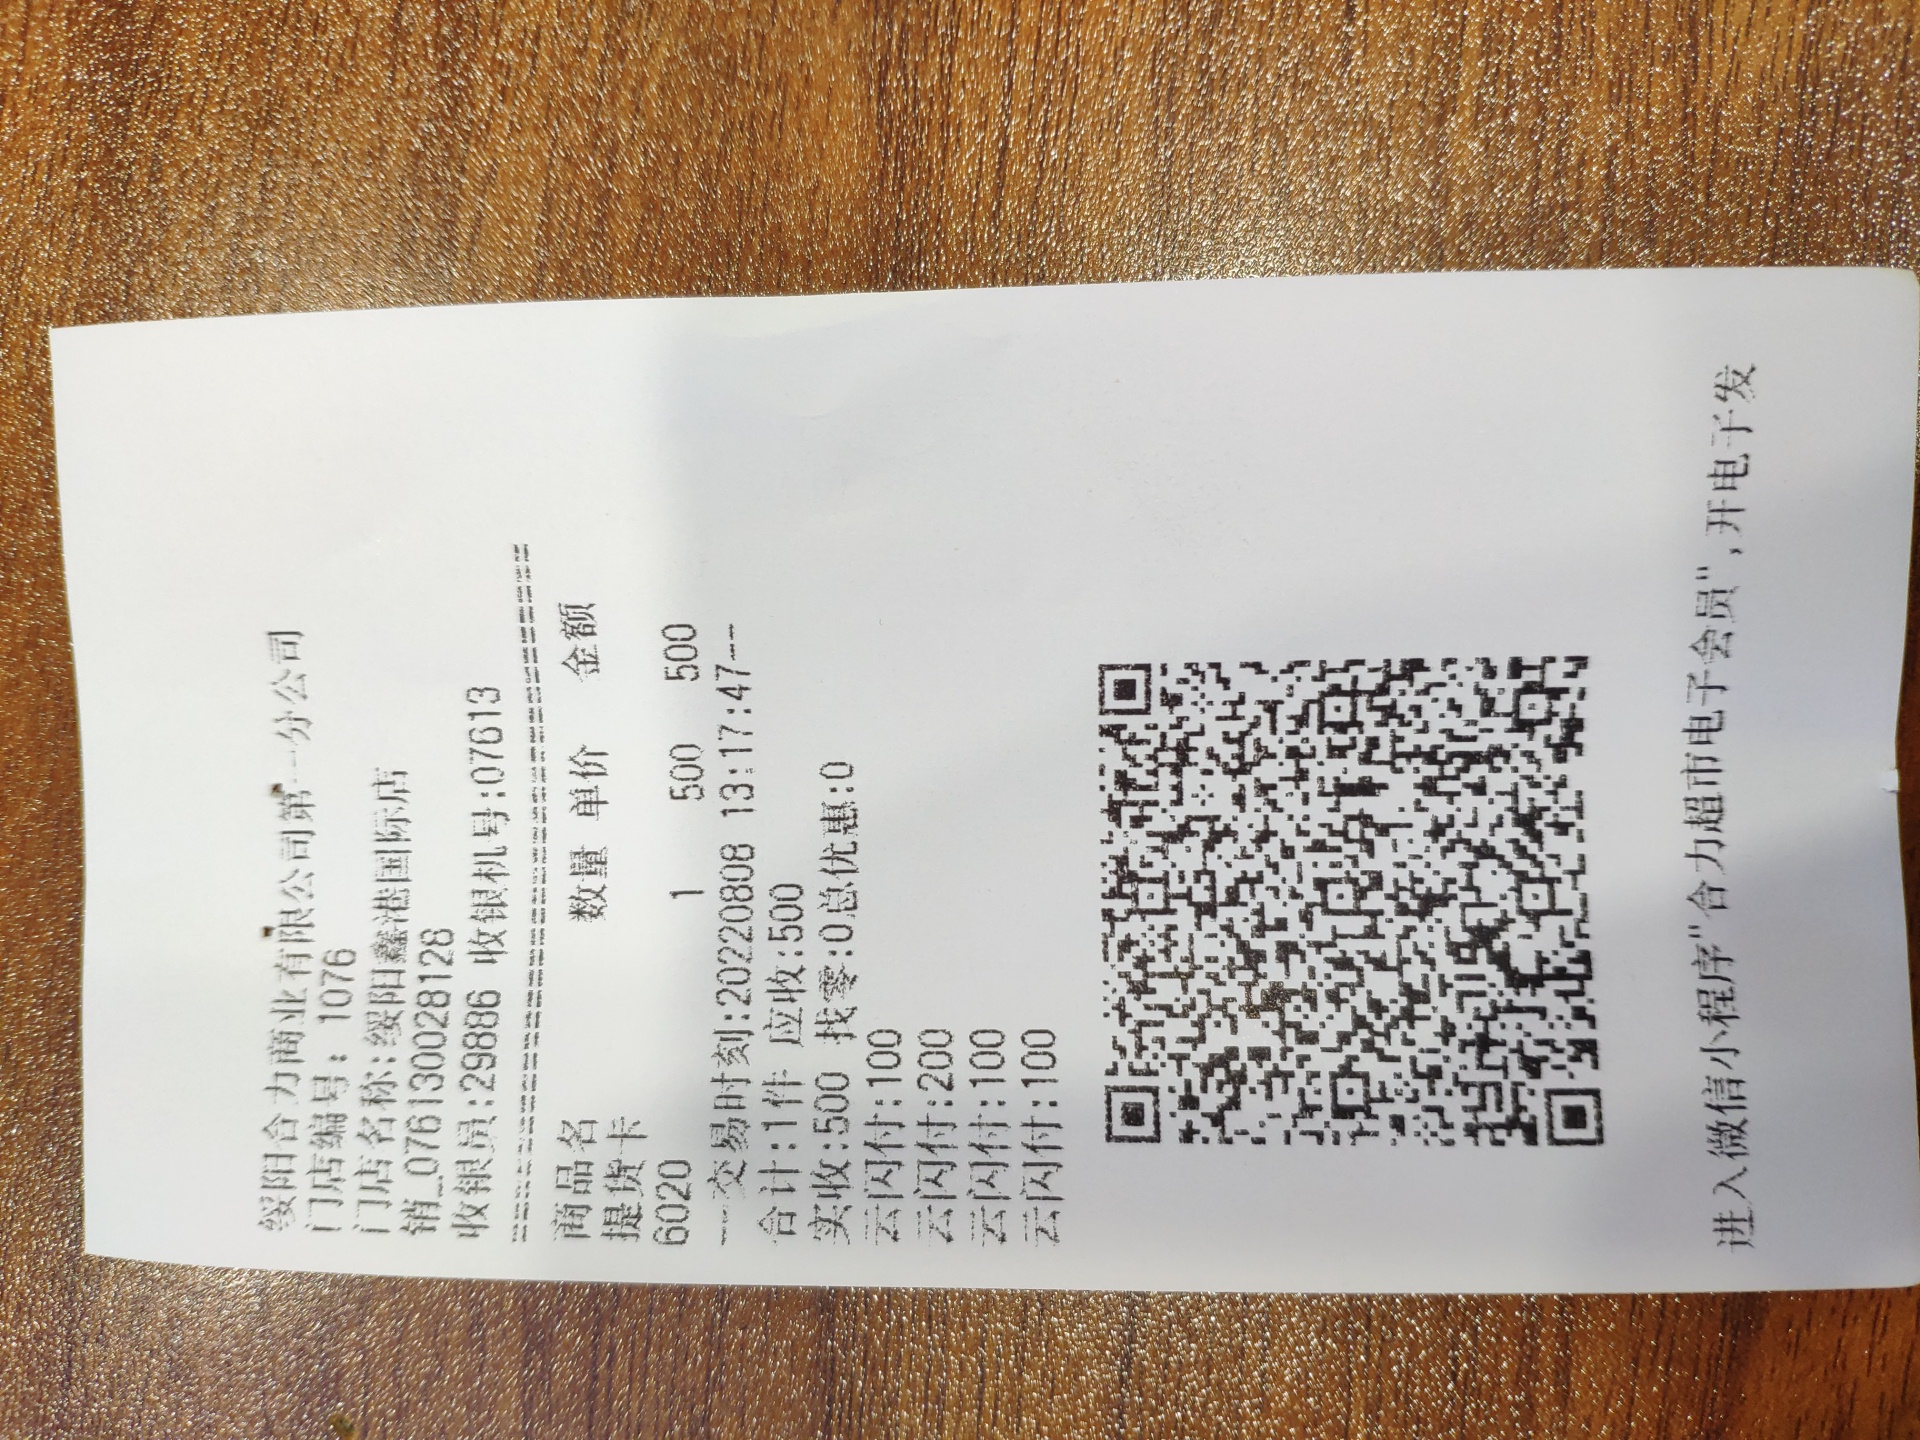 绥阳合力商业有限公司第一分公司
门店编号: 1076
门店名称:绥阳鑫港国际店
销_076130028128
收银员:29886 收银机号:07613
商品名 数量 单价 金额
提货卡
6020 1 500 500
--交易时刻:20220808 13:17:47--
合计:1件 应收:500
实收:500 找零:0总优惠:0
云闪付:100
云闪付:200
云闪付:100
云闪付:100
进入微信小程序"合力超市电子会员",开电子发